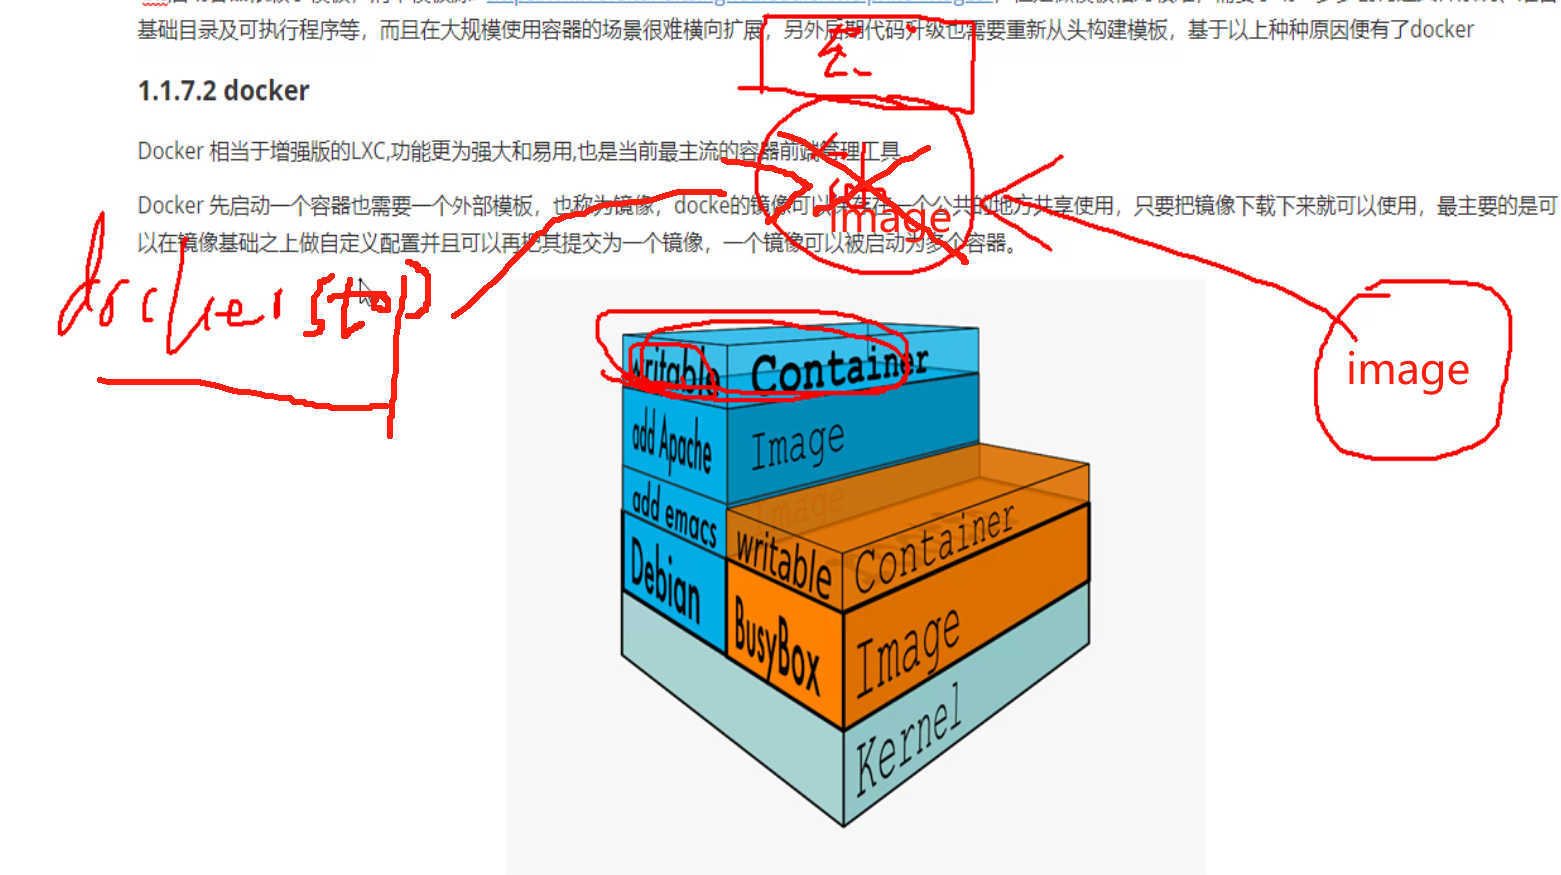 基础目录及可执行程序等，而且在大规模使用容器的场景很难横向扩展，另外后期代码升级也需要重新从头构建模板，基于以上种种原因便有了docker
1.1.7.2 docker
Docker 相当于增强版的LXC,功能更为强大和易用,也是当前最主流的容器前端管理工具
Docker 先启动一个容器也需要一个外部模板，也称为镜像，docke的镜像可以保存在一个公共的地方共享使用，只要把镜像下载下来就可以使用，最主要的是可
以在镜像基础之上做自定义配置并且可以再把其提交为一个镜像，一个镜像可以被启动为多个容器。
image
docker stop
image
writable Container
add Apache Image
add emacs Image
writable Container
Debian
BusyBox Image
Kernel